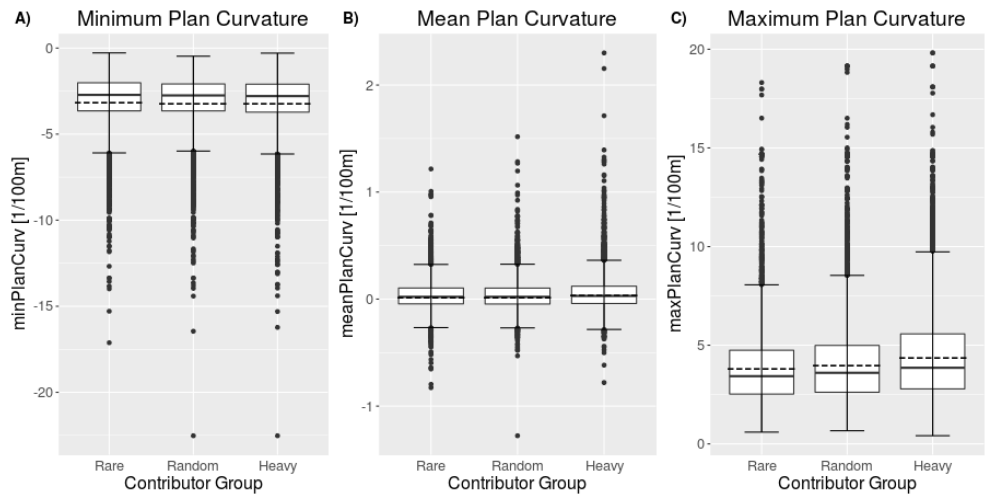 A) Minimum Plan Curvature
minPlanCurv [1/100m]
0
-5
-10
-15
-20
Rare Random Heavy
Contributor Group
B) Mean Plan Curvature
meanPlanCurv [1/100m]
2
1
0
-1
Rare Random Heavy
Contributor Group
C) Maximum Plan Curvature
maxPlanCurv [1/100m]
20
15
10
5
0
Rare Random Heavy
Contributor Group